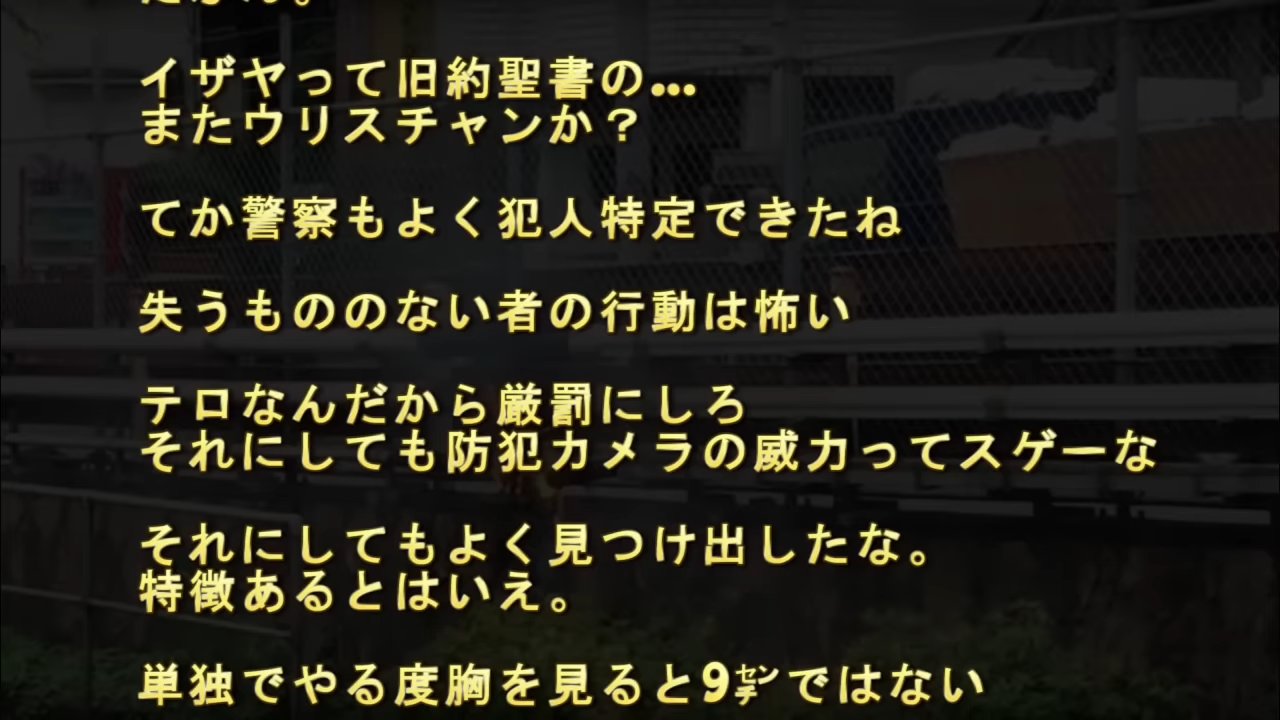 イザヤって旧約聖書の…
またウリスチャンか？
てか警察もよく犯人特定できたね
失うもののない者の行動は怖い
テロなんだから厳罰にしろ
それにしても防犯カメラの威力ってスゲーな
それにしてもよく見つけ出したな。
特徴あるとはいえ。
単独でやる度胸を見ると9㌢ではない